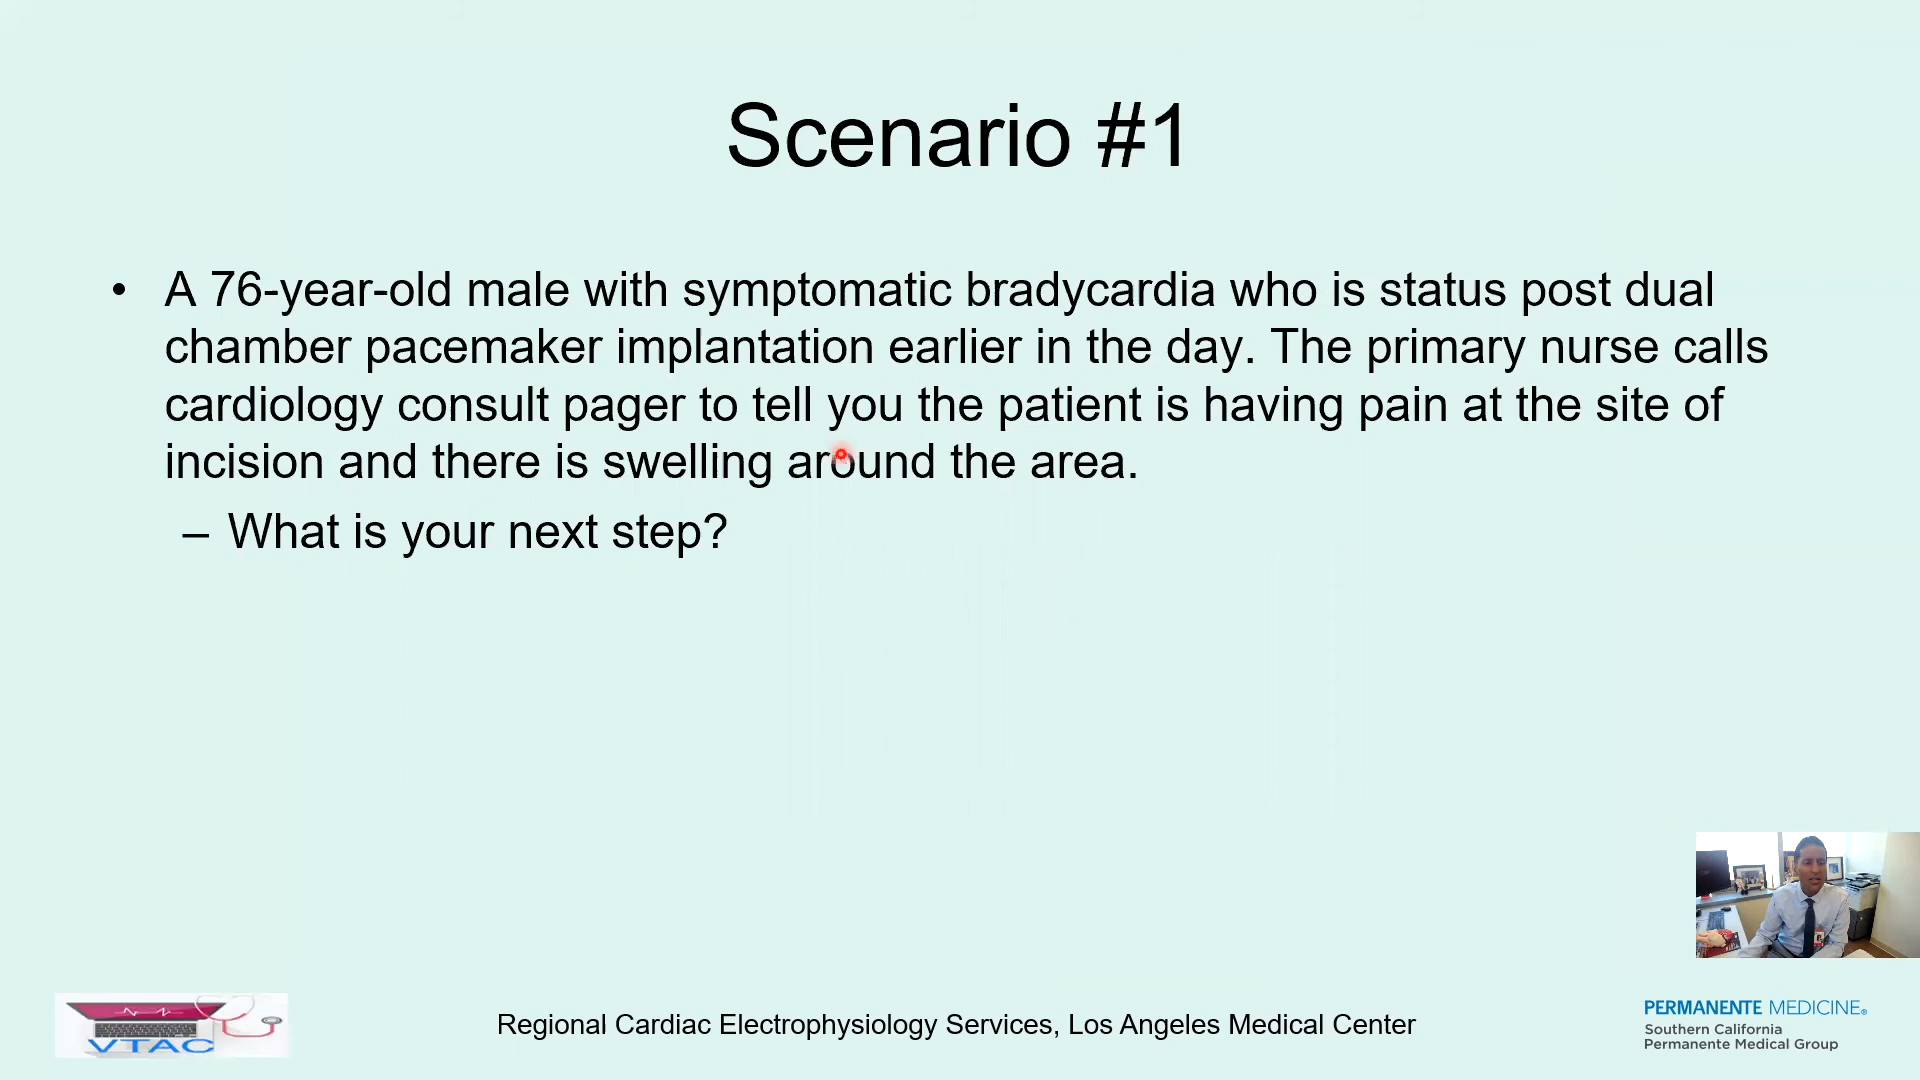 Scenario #1
• A 76-year-old male with symptomatic bradycardia who is status post dual
chamber pacemaker implantation earlier in the day. The primary nurse calls
cardiology consult pager to tell you the patient is having pain at the site of
incision and there is swelling around the area.
– What is your next step?
VTAC
Regional Cardiac Electrophysiology Services, Los Angeles Medical Center
PERMANENTE MEDICINE®
Southern California
Permanente Medical Group